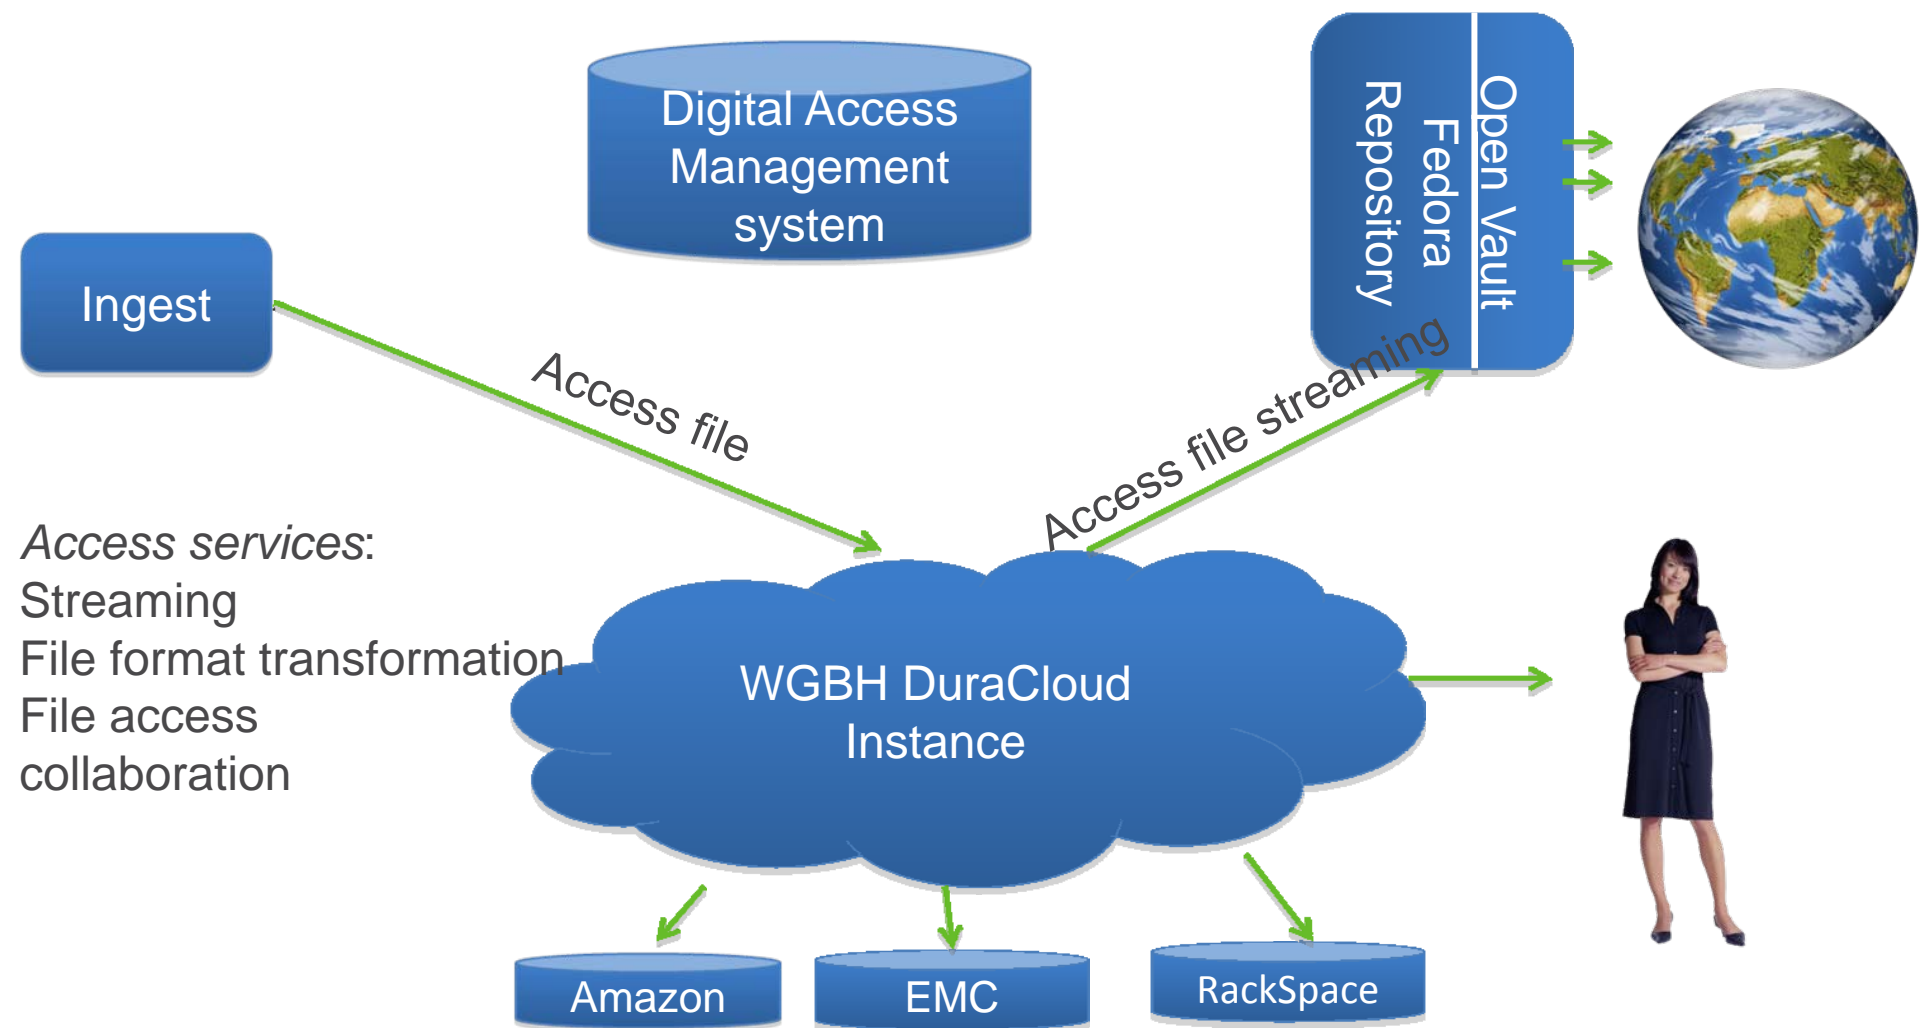 Digital Access
Management
system
Open Vault
Fedora
Repository
Ingest
Access file
Access file streaming
Access services:
Streaming
File format transformation
File access
collaboration
WGBH DuraCloud
Instance
Amazon
EMC
RackSpace